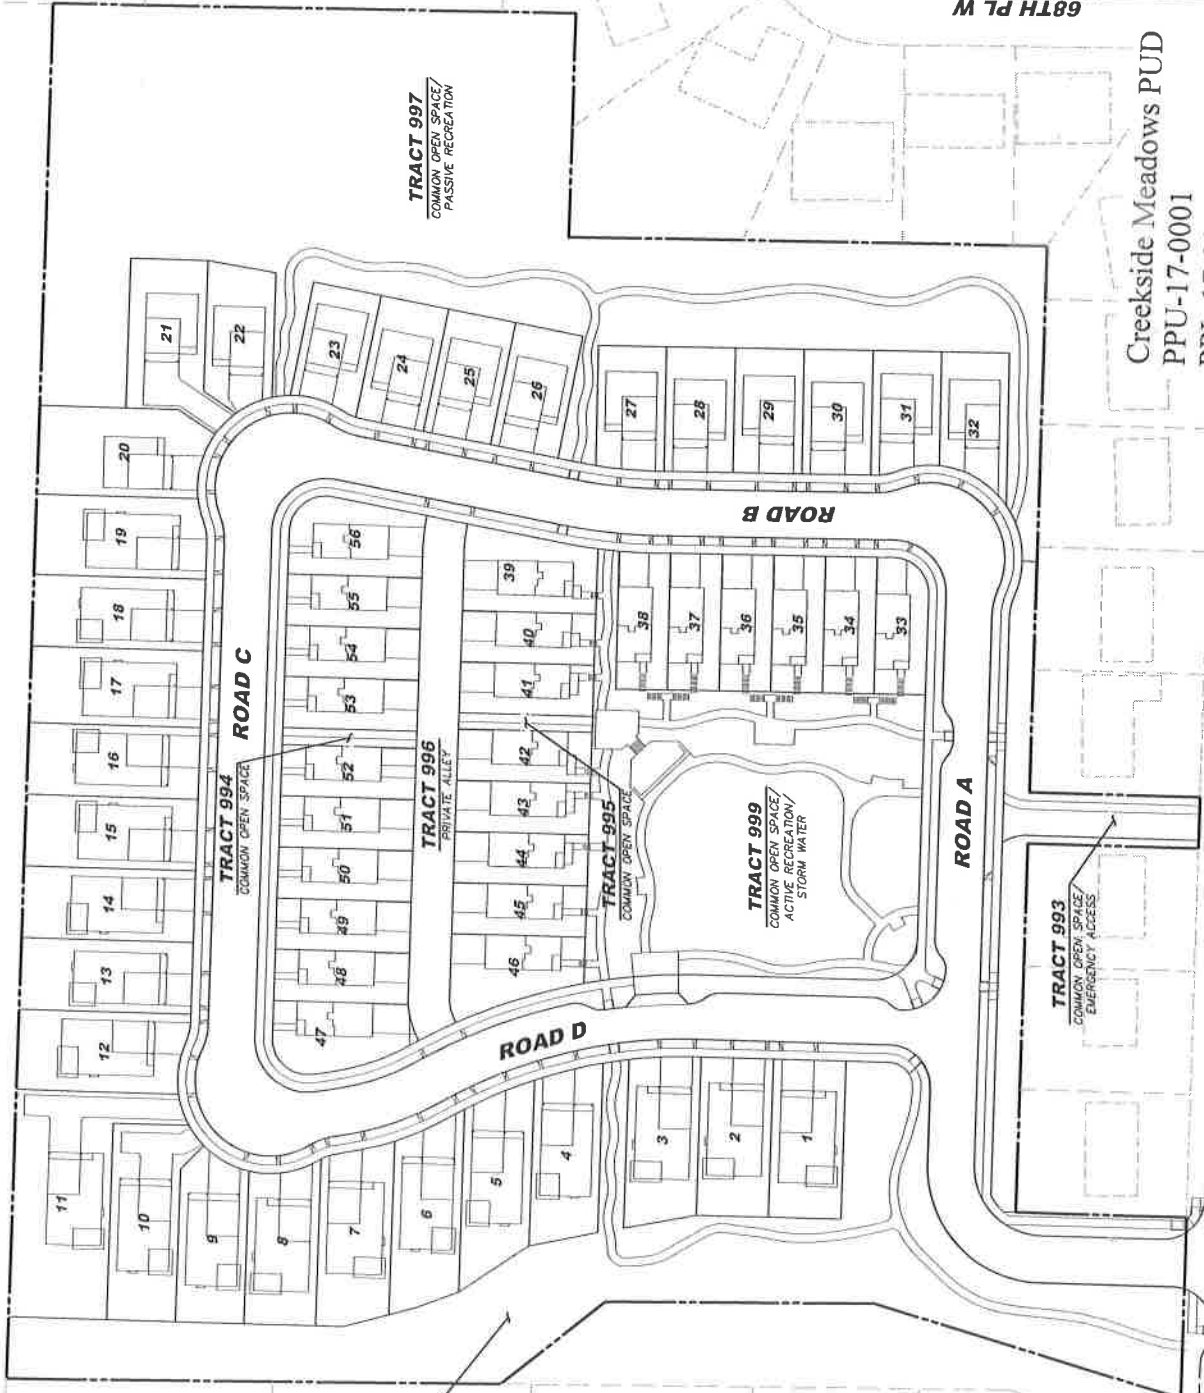 68TH PL W
TRACT 997
COMMON OPEN SPACE/
PASSIVE RECREATION
Creekside Meadows PUD
PPU-17-0001
21
22
23
24
25
26
27
28
29
30
31
32
20
19
18
17
16
15
14
13
12
11
10
9
8
7
6
5
4
3
2
1
ROAD C
ROAD B
ROAD A
ROAD D
56
55
54
53
52
51
50
49
48
47
39
40
41
42
43
44
45
46
38
37
36
35
34
33
TRACT 994
COMMON OPEN SPACE
TRACT 996
PRIVATE ALLEY
TRACT 995
COMMON OPEN SPACE
TRACT 999
COMMON OPEN SPACE/
ACTIVE RECREATION/
STORM WATER
TRACT 993
COMMON OPEN SPACE/
EMERGENCY ACCESS